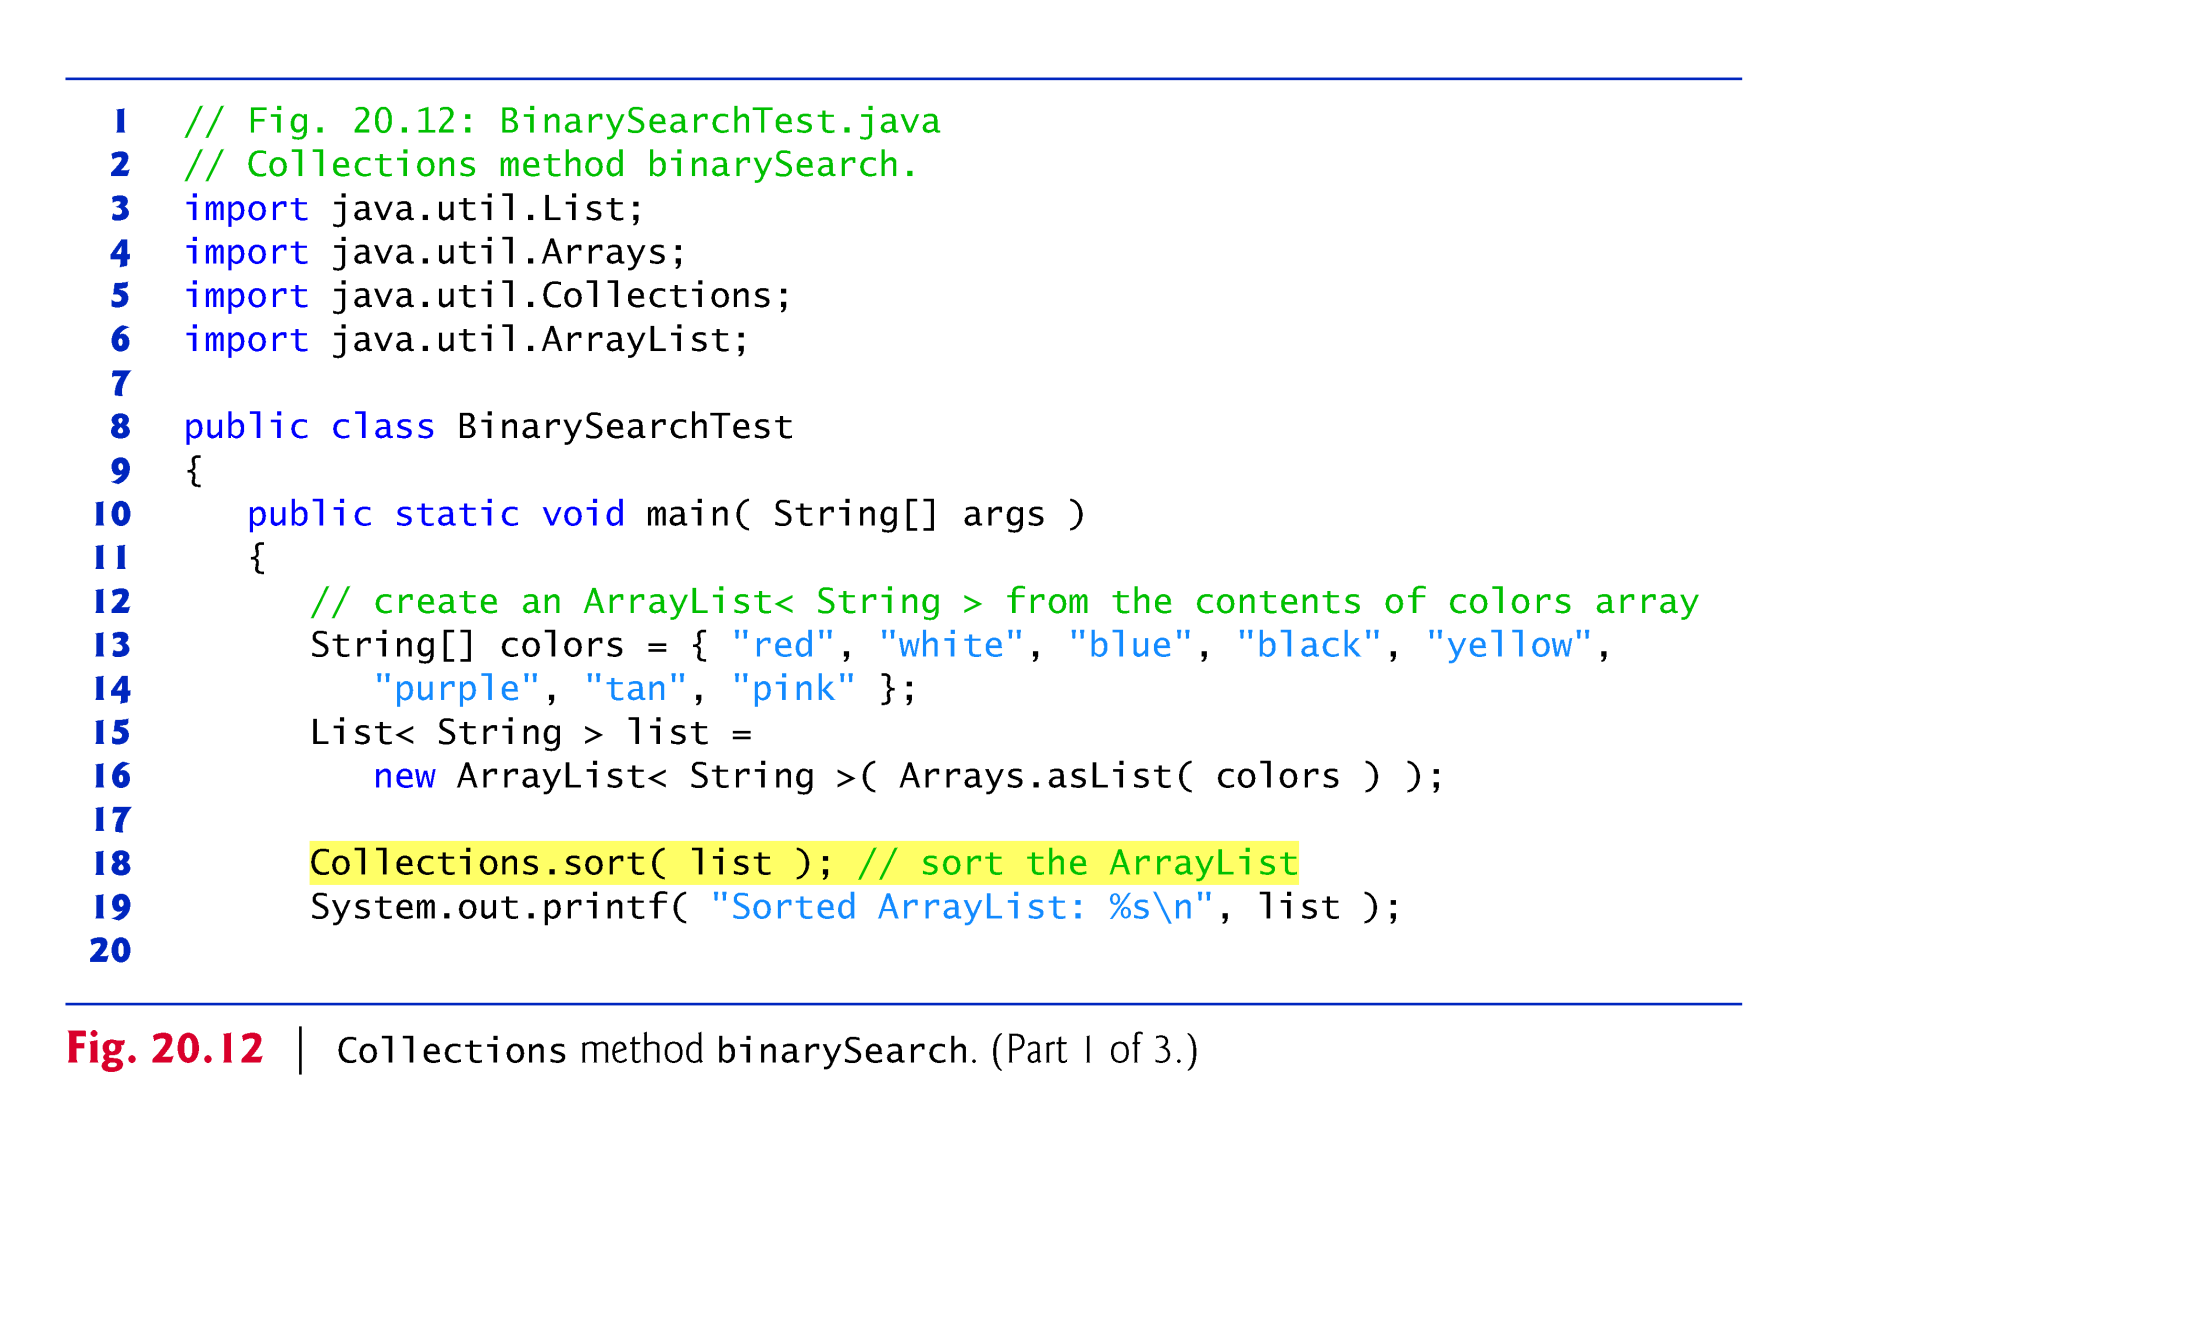 1 // Fig. 20.12: BinarySearchTest.java
2 // Collections method binarySearch.
3 import java.util.List;
4 import java.util.Arrays;
5 import java.util.Collections;
6 import java.util.ArrayList;
7
8 public class BinarySearchTest
9 {
10    public static void main( String[] args )
11    {
12       // create an ArrayList< String > from the contents of colors array
13       String[] colors = { "red", "white", "blue", "black", "yellow",
14          "purple", "tan", "pink" };
15       List< String > list =
16          new ArrayList< String >( Arrays.asList( colors ) );
17
18       Collections.sort( list ); // sort the ArrayList
19       System.out.printf( "Sorted ArrayList: %s\n", list );
20
Fig. 20.12 | Collections method binarySearch. (Part 1 of 3.)